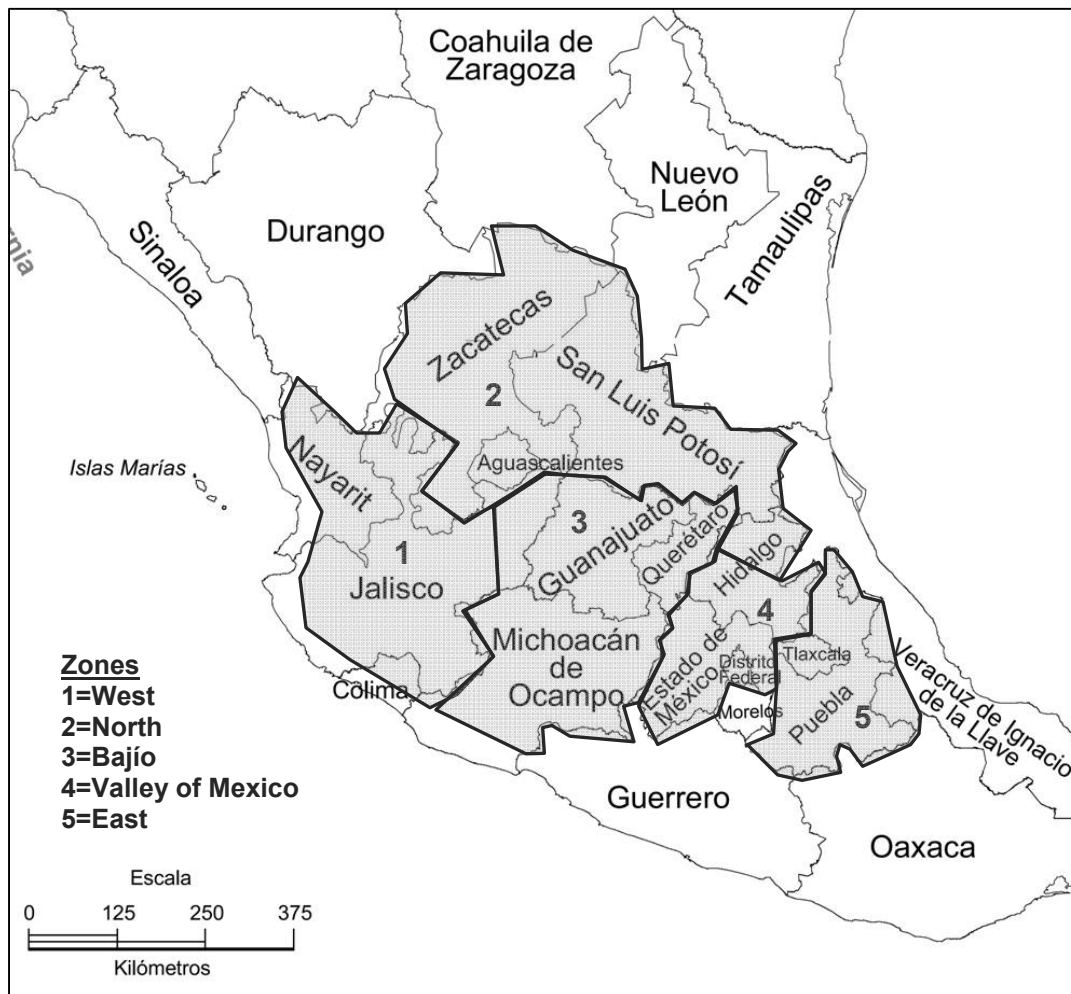 Coahuila de
Zaragoza
Nuevo
León
Tamaulipas
Durango
Sinaloa
rnia
Zacatecas
2
San Luis Potosí
Aguascalientes
Islas Marías
Nayarit
1
Jalisco
3
Guanajuato
Querétaro
Hidalgo
4
Michoacán
de
Ocampo
Estado de
México
Distrito
Federal
Tlaxcala
Morelos
Puebla
5
Colima
Veracruz de Ignacio
de la Llave
Guerrero
Oaxaca
Zones
1=West
2=North
3=Bajío
4=Valley of Mexico
5=East
Escala
0 125 250 375
Kilómetros